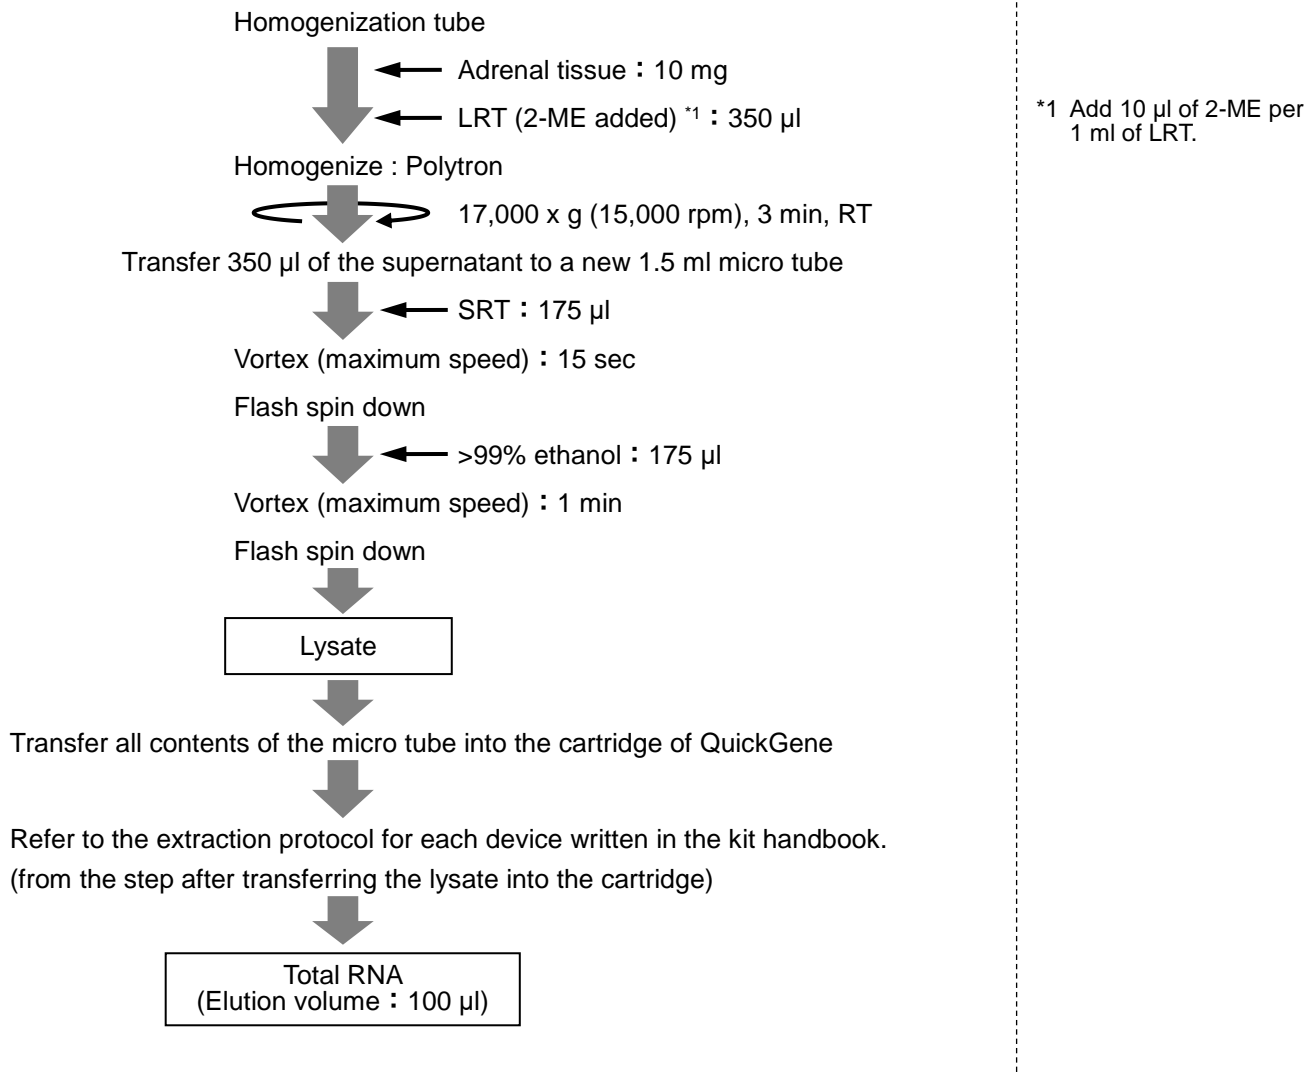 Homogenization tube
Adrenal tissue：10 mg
LRT (2-ME added) *1：350 µl
*1 Add 10 µl of 2-ME per
1 ml of LRT.
Homogenize : Polytron
17,000 x g (15,000 rpm), 3 min, RT
Transfer 350 µl of the supernatant to a new 1.5 ml micro tube
SRT：175 µl
Vortex (maximum speed)：15 sec
Flash spin down
>99% ethanol：175 µl
Vortex (maximum speed)：1 min
Flash spin down
Lysate
Transfer all contents of the micro tube into the cartridge of QuickGene
Refer to the extraction protocol for each device written in the kit handbook.
(from the step after transferring the lysate into the cartridge)
Total RNA
(Elution volume：100 µl)